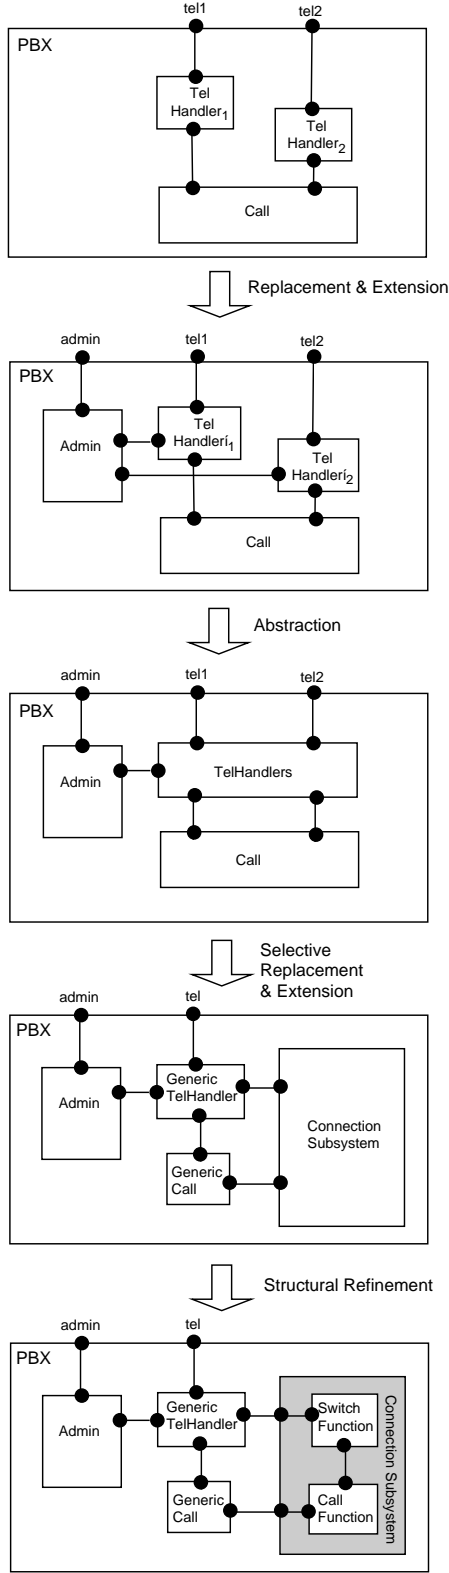 tel1 tel2
PBX
Tel
Handler1
Tel
Handler2
Call
Replacement & Extension
admin tel1 tel2
PBX
Admin
Tel
Handlerí1
Tel
Handlerí2
Call
Abstraction
admin tel1 tel2
PBX
Admin
TelHandlers
Call
Selective
Replacement
& Extension
admin tel
PBX
Admin
Generic
TelHandler
Connection
Subsystem
Generic
Call
Structural Refinement
admin tel
PBX
Admin
Generic
TelHandler
Switch
Function
Connection Subsystem
Generic
Call
Call
Function